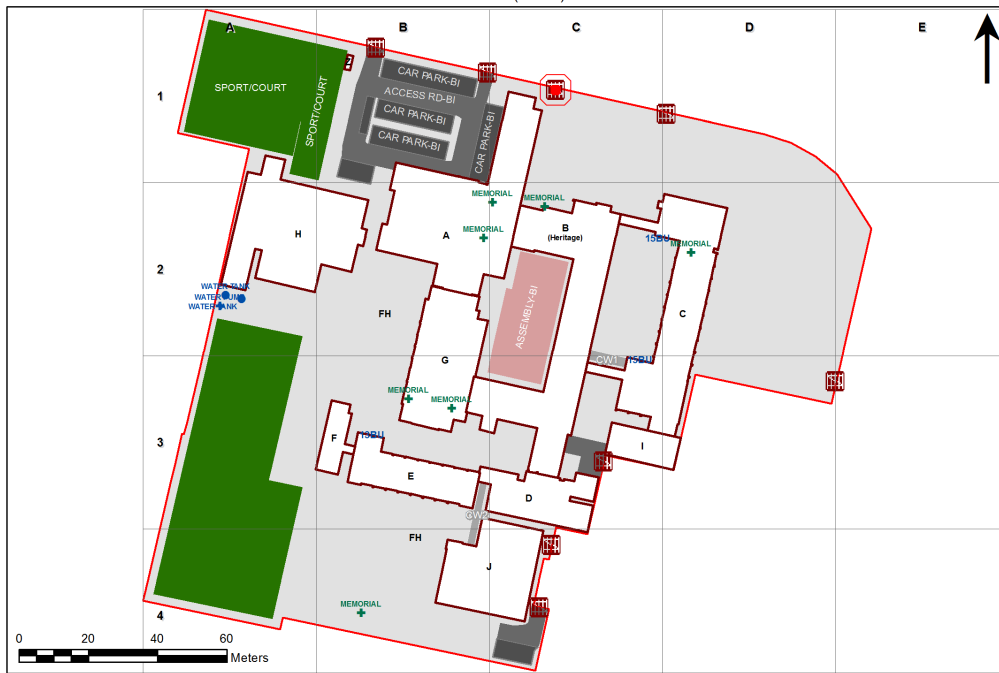 A B C D E
1
SPORT/COURT
SPORT/COURT
CAR PARK-BI
ACCESS RD-BI
CAR PARK-BI
CAR PARK-BI
CAR PARK-BI
MEMORIAL
MEMORIAL
MEMORIAL
MEMORIAL
H
A
B
(Heritage)
15BU
2
C
WATER TANK
WATER PUMP
WATER TANK
FH
ASSEMBLY-BI
G
CW1
15BU
MEMORIAL
MEMORIAL
3
F
15BU
I
E
D
CW2
FH
J
MEMORIAL
4
0 20 40 60
Meters